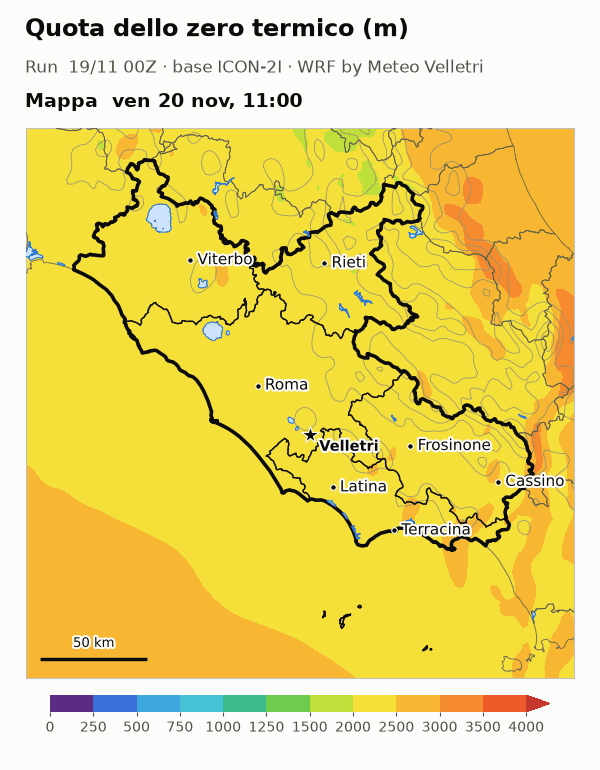 Quota dello zero termico (m)
Run  19/11 00Z · base ICON-2I · WRF by Meteo Velletri
Mappa  ven 20 nov, 11:00
Viterbo
Rieti
Roma
Velletri
Frosinone
Cassino
Latina
Terracina
50 km
0 250 500 750 1000 1250 1500 2000 2500 3000 3500 4000